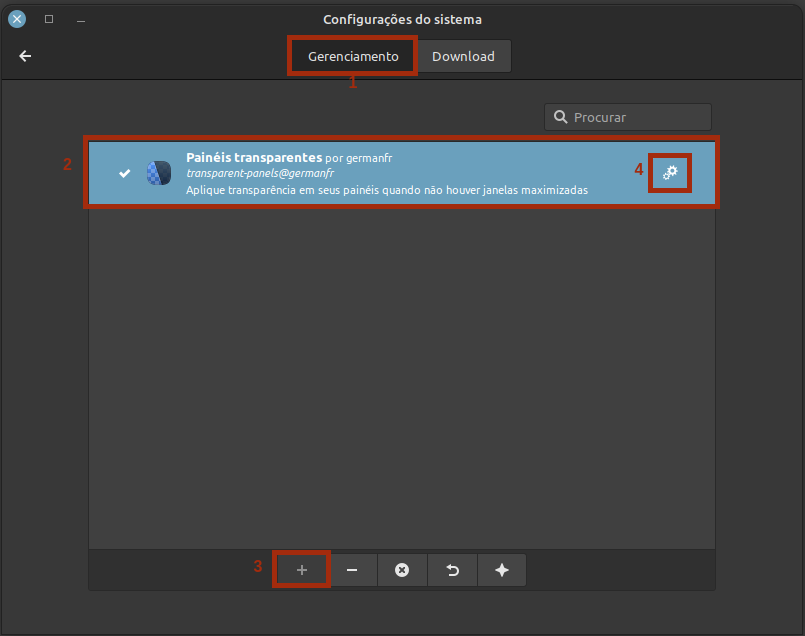 Configurações do sistema
Gerenciamento Download
1
Procurar
2
Painéis transparentes por germanfr
transparent-panels@germanfr
Aplique transparência em seus painéis quando não houver janelas maximizadas
4
3